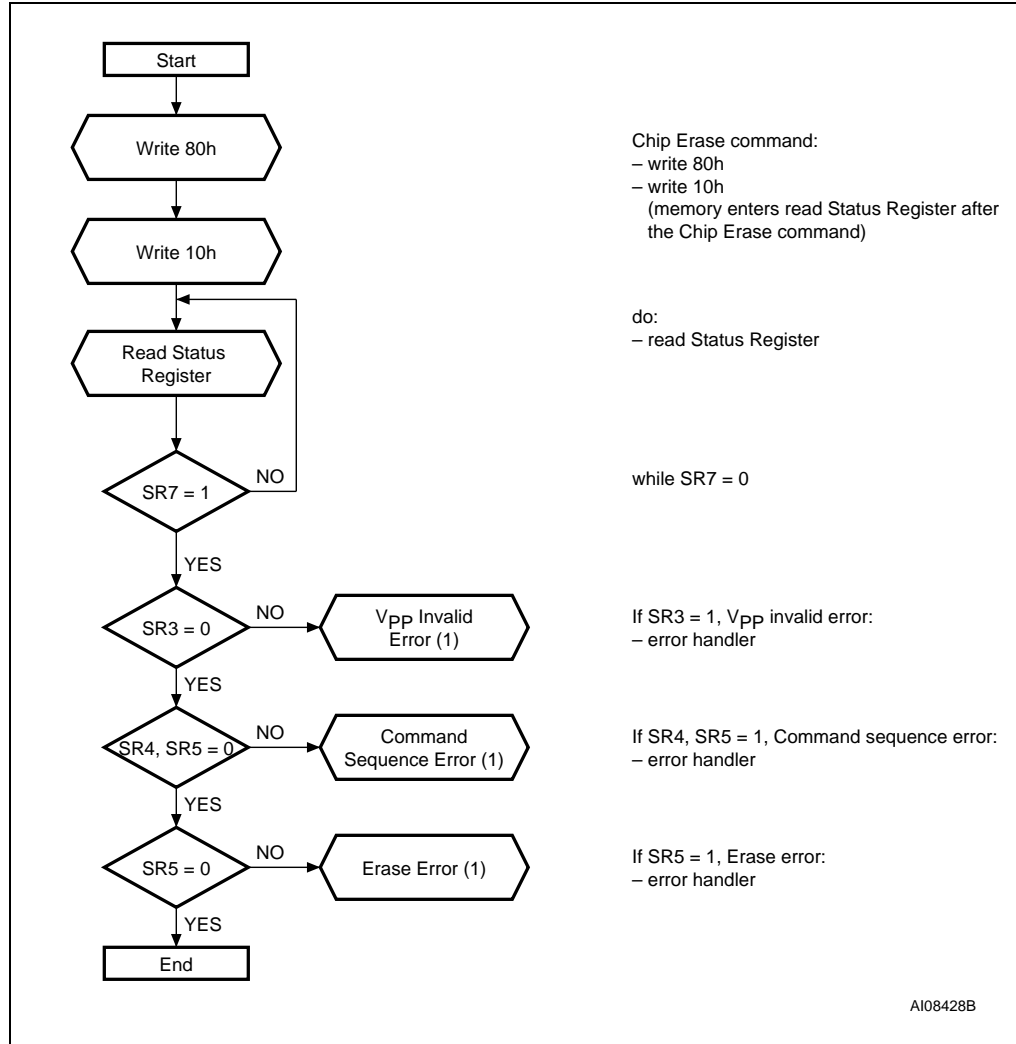 Start
Write 80h
Chip Erase command:
– write 80h
– write 10h
(memory enters read Status Register after
the Chip Erase command)
Write 10h
do:
– read Status Register
Read Status
Register
SR7 = 1
NO
while SR7 = 0
YES
SR3 = 0
NO
VPP Invalid
Error (1)
If SR3 = 1, VPP invalid error:
– error handler
YES
SR4, SR5 = 0
NO
Command
Sequence Error (1)
If SR4, SR5 = 1, Command sequence error:
– error handler
YES
SR5 = 0
NO
Erase Error (1)
If SR5 = 1, Erase error:
– error handler
YES
End
AI08428B